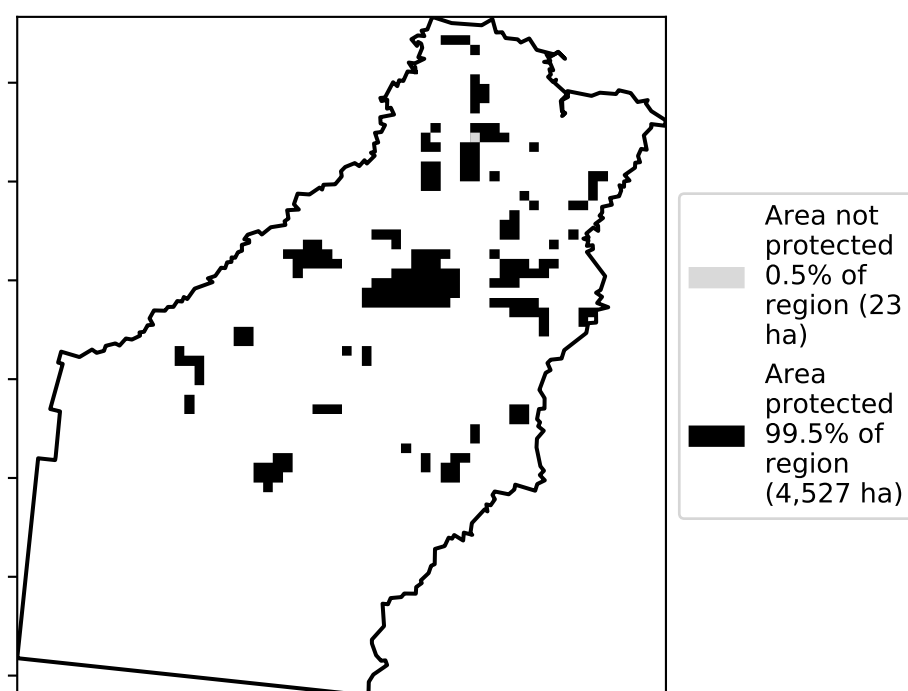 Area not
protected
0.5% of
region (23
ha)
Area
protected
99.5% of
region
(4,527 ha)